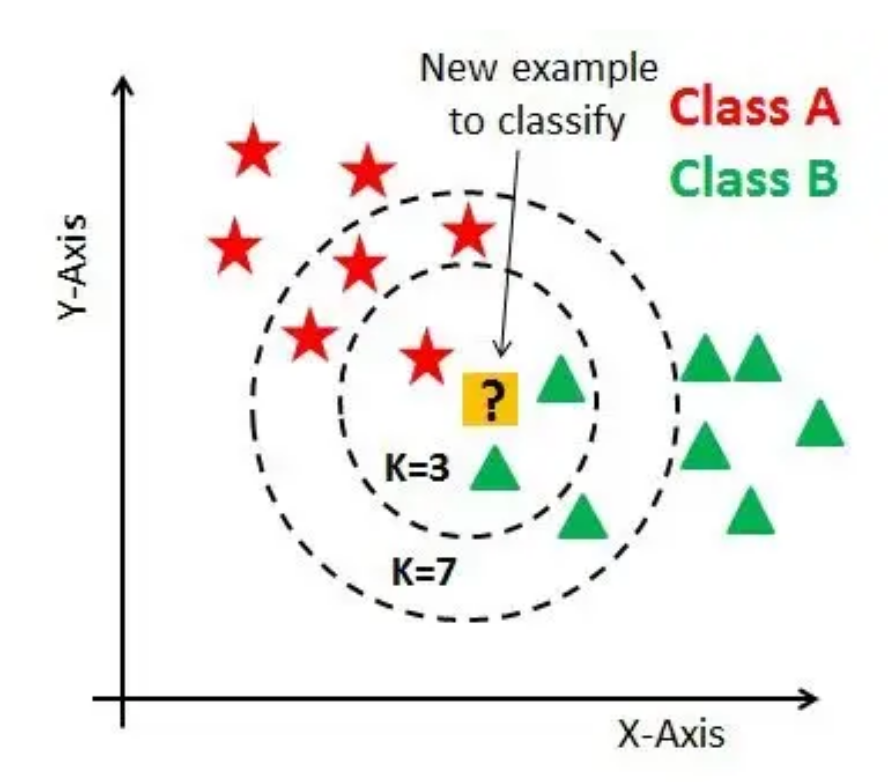 New example
to classify
Class A
Class B
Y-Axis
?
K=3
K=7
X-Axis